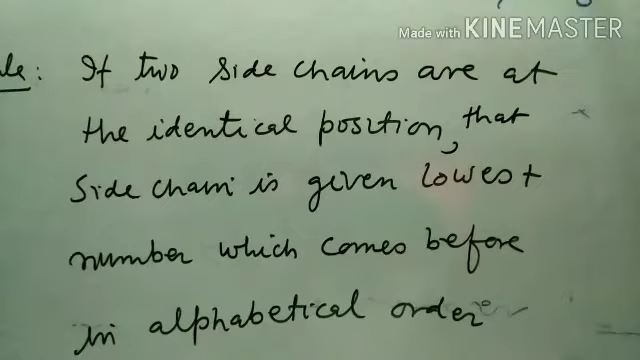 Made with KINEMASTER
If two side chains are at
the identical position, that
Side chain is given lowest
number which comes before
in alphabetical order